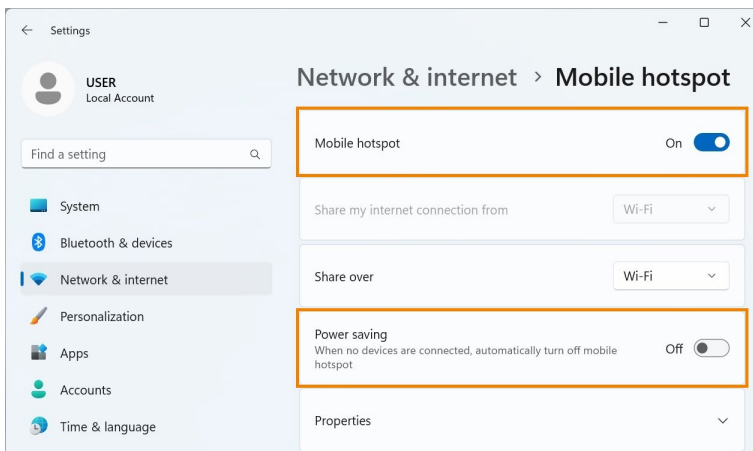 Settings
USER
Local Account
Find a setting
System
Bluetooth & devices
Network & internet
Personalization
Apps
Accounts
Time & language
Network & internet > Mobile hotspot
Mobile hotspot
On
Share my internet connection from
Wi-Fi
Share over
Wi-Fi
Power saving
When no devices are connected, automatically turn off mobile
hotspot
Off
Properties